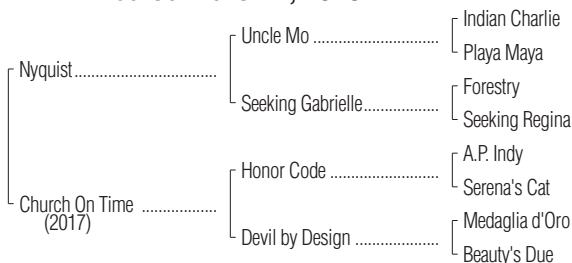 Nyquist
Uncle Mo
Indian Charlie
Playa Maya
Seeking Gabrielle
Forestry
Seeking Regina
Church On Time
(2017)
Honor Code
A.P. Indy
Serena's Cat
Devil by Design
Medaglia d'Oro
Beauty's Due